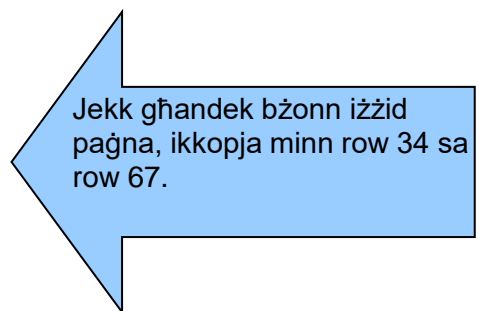 Jekk għandek bżonn iżżid
paġna, ikkopja minn row 34 sa
row 67.